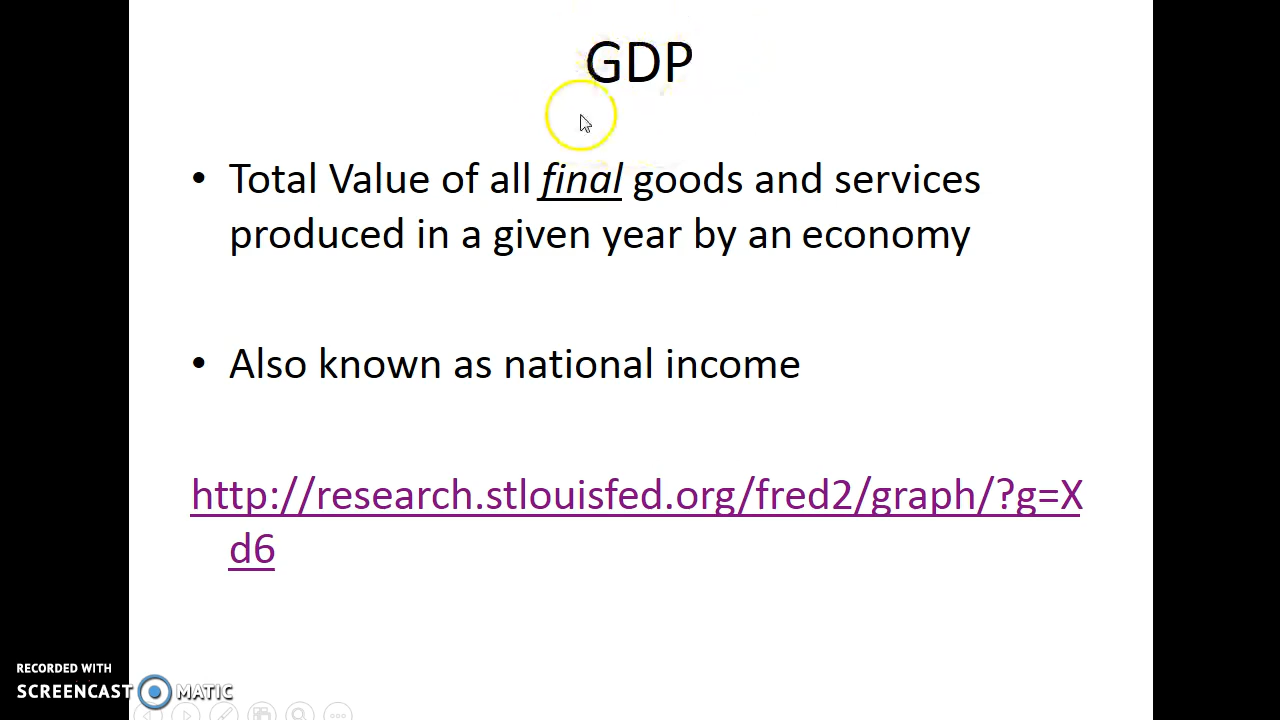 GDP
• Total Value of all final goods and services
produced in a given year by an economy
• Also known as national income
http://research.stlouisfed.org/fred2/graph/?g=X
d6
RECORDED WITH
SCREENCAST MATIC